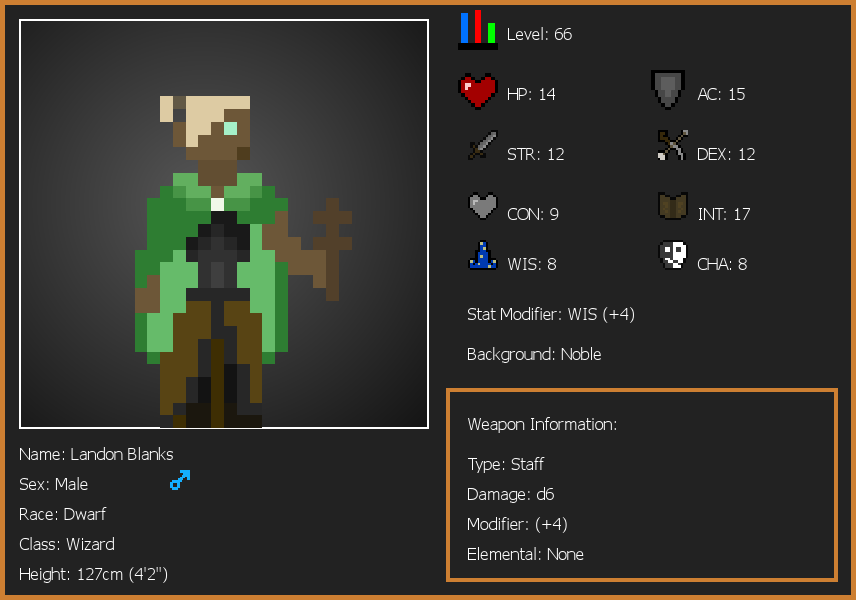 Level: 66
HP: 14
AC: 15
STR: 12
DEX: 12
CON: 9
INT: 17
WIS: 8
CHA: 8
Stat Modifier: WIS (+4)
Background: Noble
Weapon Information:
Type: Staff
Damage: d6
Modifier: (+4)
Elemental: None
Name: Landon Blanks
Sex: Male
Race: Dwarf
Class: Wizard
Height: 127cm (4'2")